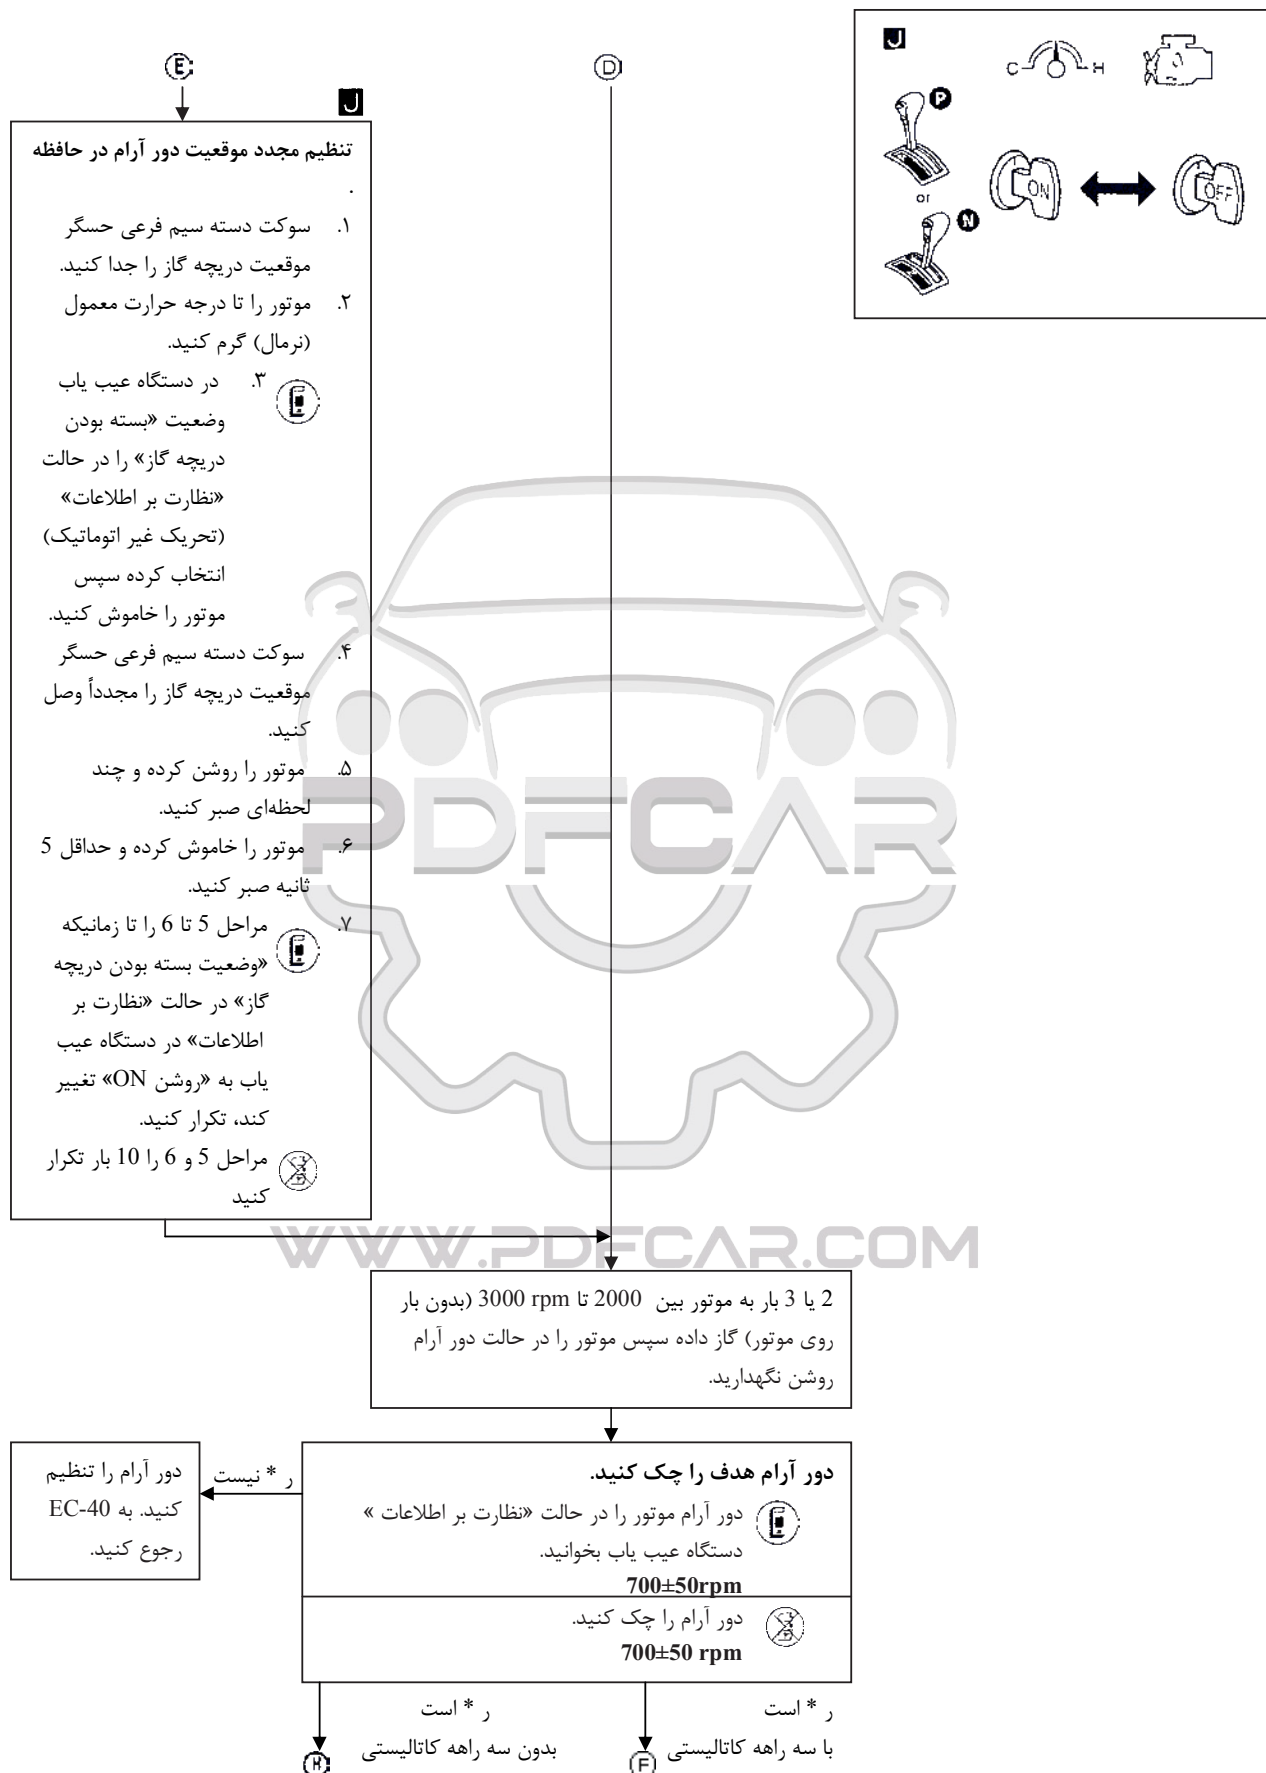 J
C H
P
or
N
ON OFF
E
D
J
تنظیم مجدد موقعیت دور آرام در حافظه
.
۱. سوکت دسته سیم فرعی حسگر
موقعیت دریچه گاز را جدا کنید.
۲. موتور را تا درجه حرارت معمول
(نرمال) گرم کنید.
۳. در دستگاه عیب یاب
وضعیت «بسته بودن
دریچه گاز» را در حالت
«نظارت بر اطلاعات»
(تحریک غیر اتوماتیک)
انتخاب کرده سپس
موتور را خاموش کنید.
۴. سوکت دسته سیم فرعی حسگر
موقعیت دریچه گاز را مجدداً وصل
کنید.
۵. موتور را روشن کرده و چند
لحظه‌ای صبر کنید.
۶. موتور را خاموش کرده و حداقل 5
ثانیه صبر کنید.
۷. مراحل 5 تا 6 را تا زمانیکه
«وضعیت بسته بودن دریچه
گاز» در حالت «نظارت بر
اطلاعات» در دستگاه عیب
یاب به «روشن ON» تغییر
کند، تکرار کنید.
مراحل 5 و 6 را 10 بار تکرار
کنید
PDFCAR
WWW.PDFCAR.COM
2 یا 3 بار به موتور بین 2000 تا 3000 rpm (بدون بار
روی موتور) گاز داده سپس موتور را در حالت دور آرام
روشن نگهدارید.
دور آرام هدف را چک کنید.
دور آرام موتور را در حالت «نظارت بر اطلاعات »
دستگاه عیب یاب بخوانید.
700±50rpm
دور آرام را چک کنید.
700±50 rpm
ر * نیست
دور آرام را تنظیم
کنید. به EC-40
رجوع کنید.
ر * است
با سه راهه کاتالیستی
F
ر * است
بدون سه راهه کاتالیستی